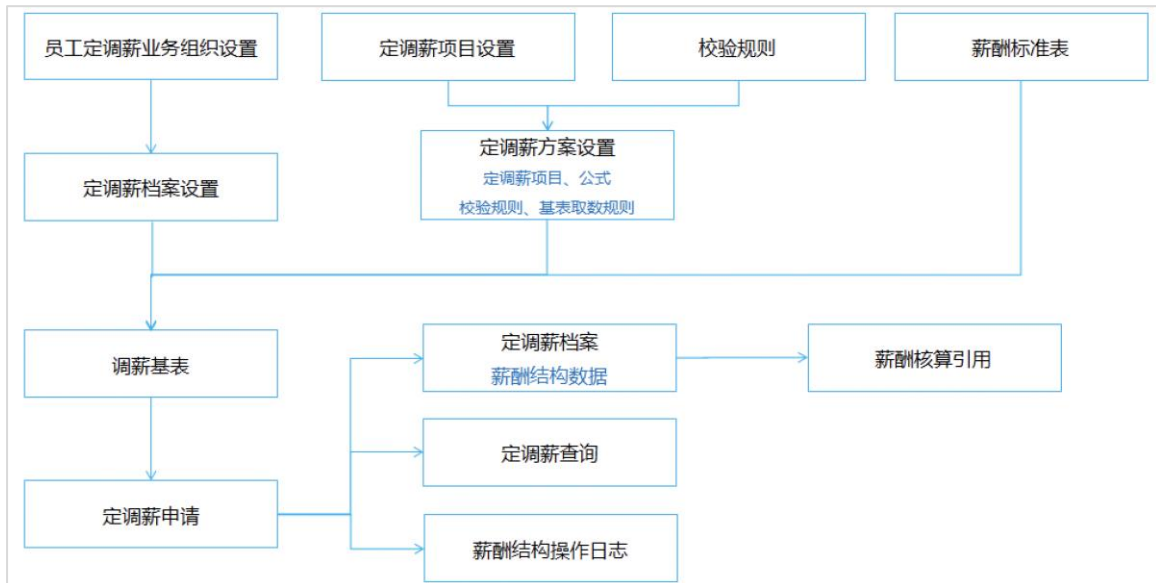 员工定调薪业务组织设置
定调薪项目设置
校验规则
薪酬标准表
定调薪档案设置
定调薪方案设置
定调薪项目、公式
校验规则、基表取数规则
调薪基表
定调薪档案
薪酬结构数据
薪酬核算引用
定调薪查询
定调薪申请
薪酬结构操作日志